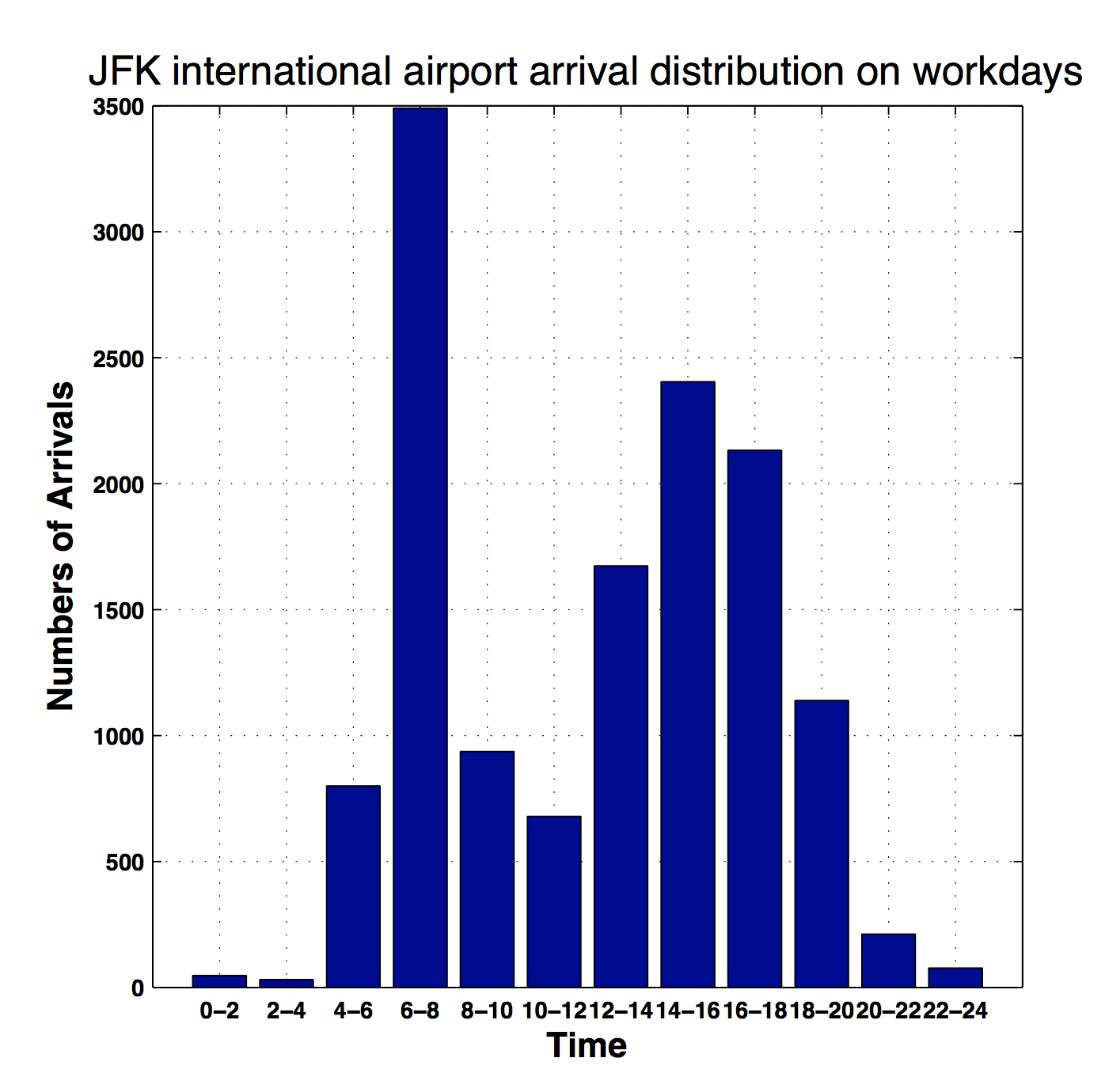 JFK international airport arrival distribution on workdays
3500
3000
2500
2000
1500
1000
500
0
Numbers of Arrivals
0–2 2–4 4–6 6–8 8–10 10–12 12–14 14–16 16–18 18–20 20–22 22–24
Time